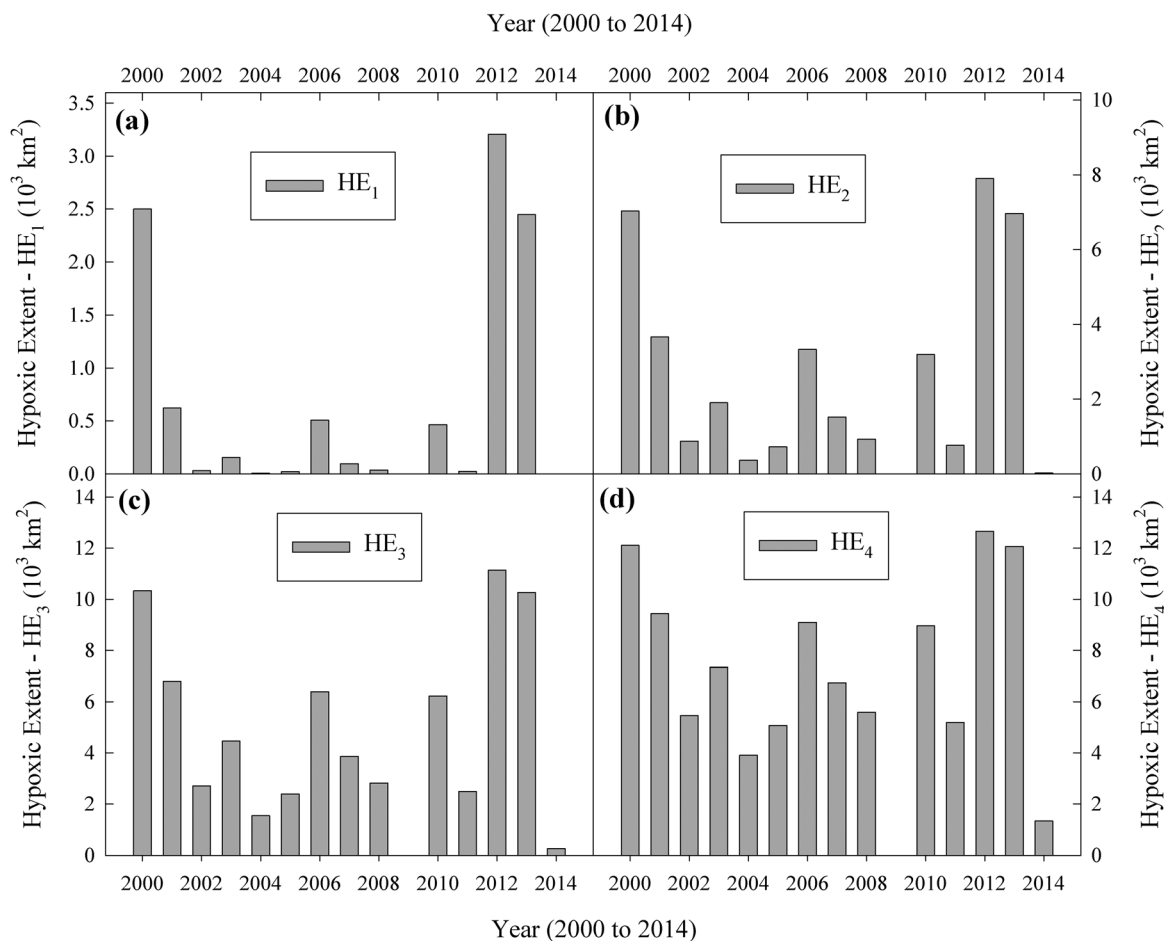 Year (2000 to 2014)
2000 2002 2004 2006 2008 2010 2012 2014 2000 2002 2004 2006 2008 2010 2012 2014
(a)
HE₁
Hypoxic Extent - HE₁ (10³ km²)
3.5
3.0
2.5
2.0
1.5
1.0
0.5
0.0
(b)
HE₂
10
8
6
4
2
0
Hypoxic Extent - HE₂ (10³ km²)
(c)
HE₃
Hypoxic Extent - HE₃ (10³ km²)
14
12
10
8
6
4
2
0
(d)
HE₄
14
12
10
8
6
4
2
0
Hypoxic Extent - HE₄ (10³ km²)
2000 2002 2004 2006 2008 2010 2012 2014 2000 2002 2004 2006 2008 2010 2012 2014
Year (2000 to 2014)